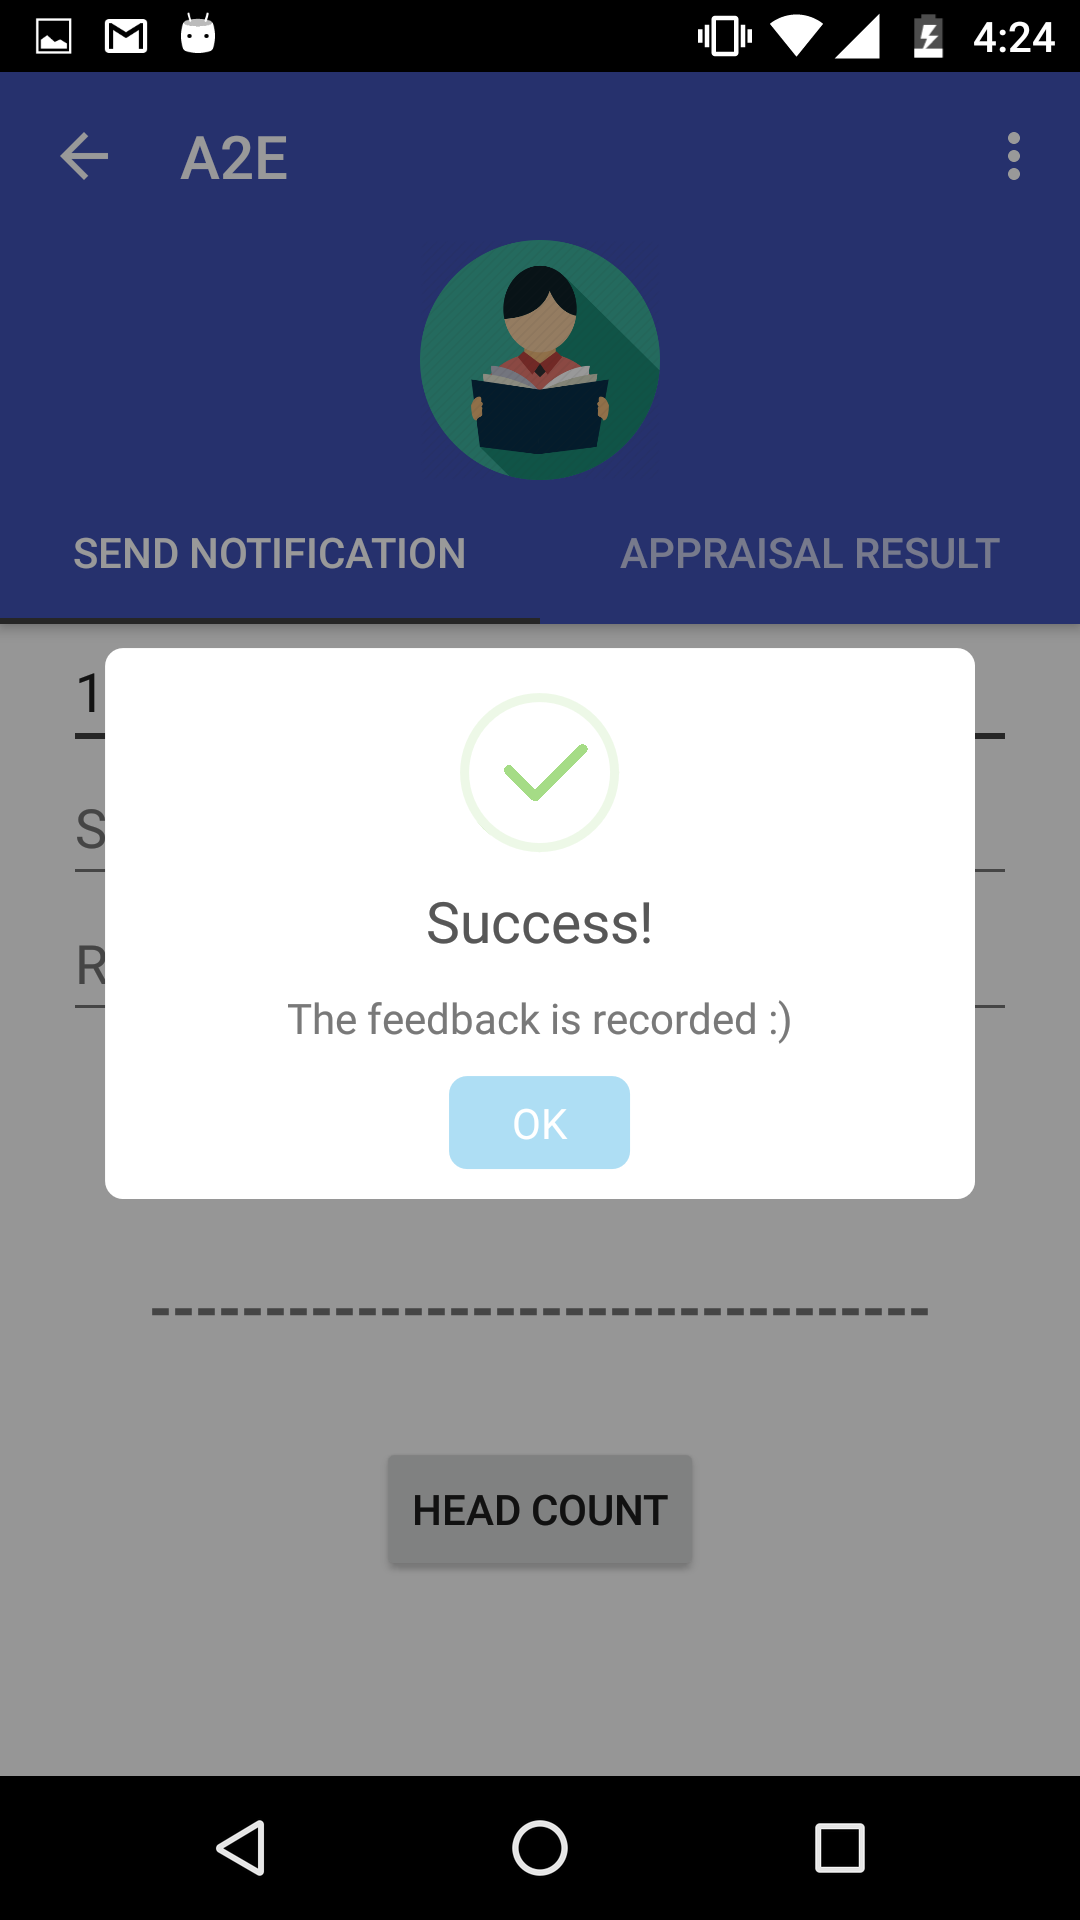 4:24
A2E
SEND NOTIFICATION APPRAISAL RESULT
1
S
Success!
R
The feedback is recorded :)
OK
----------------------------------
HEAD COUNT